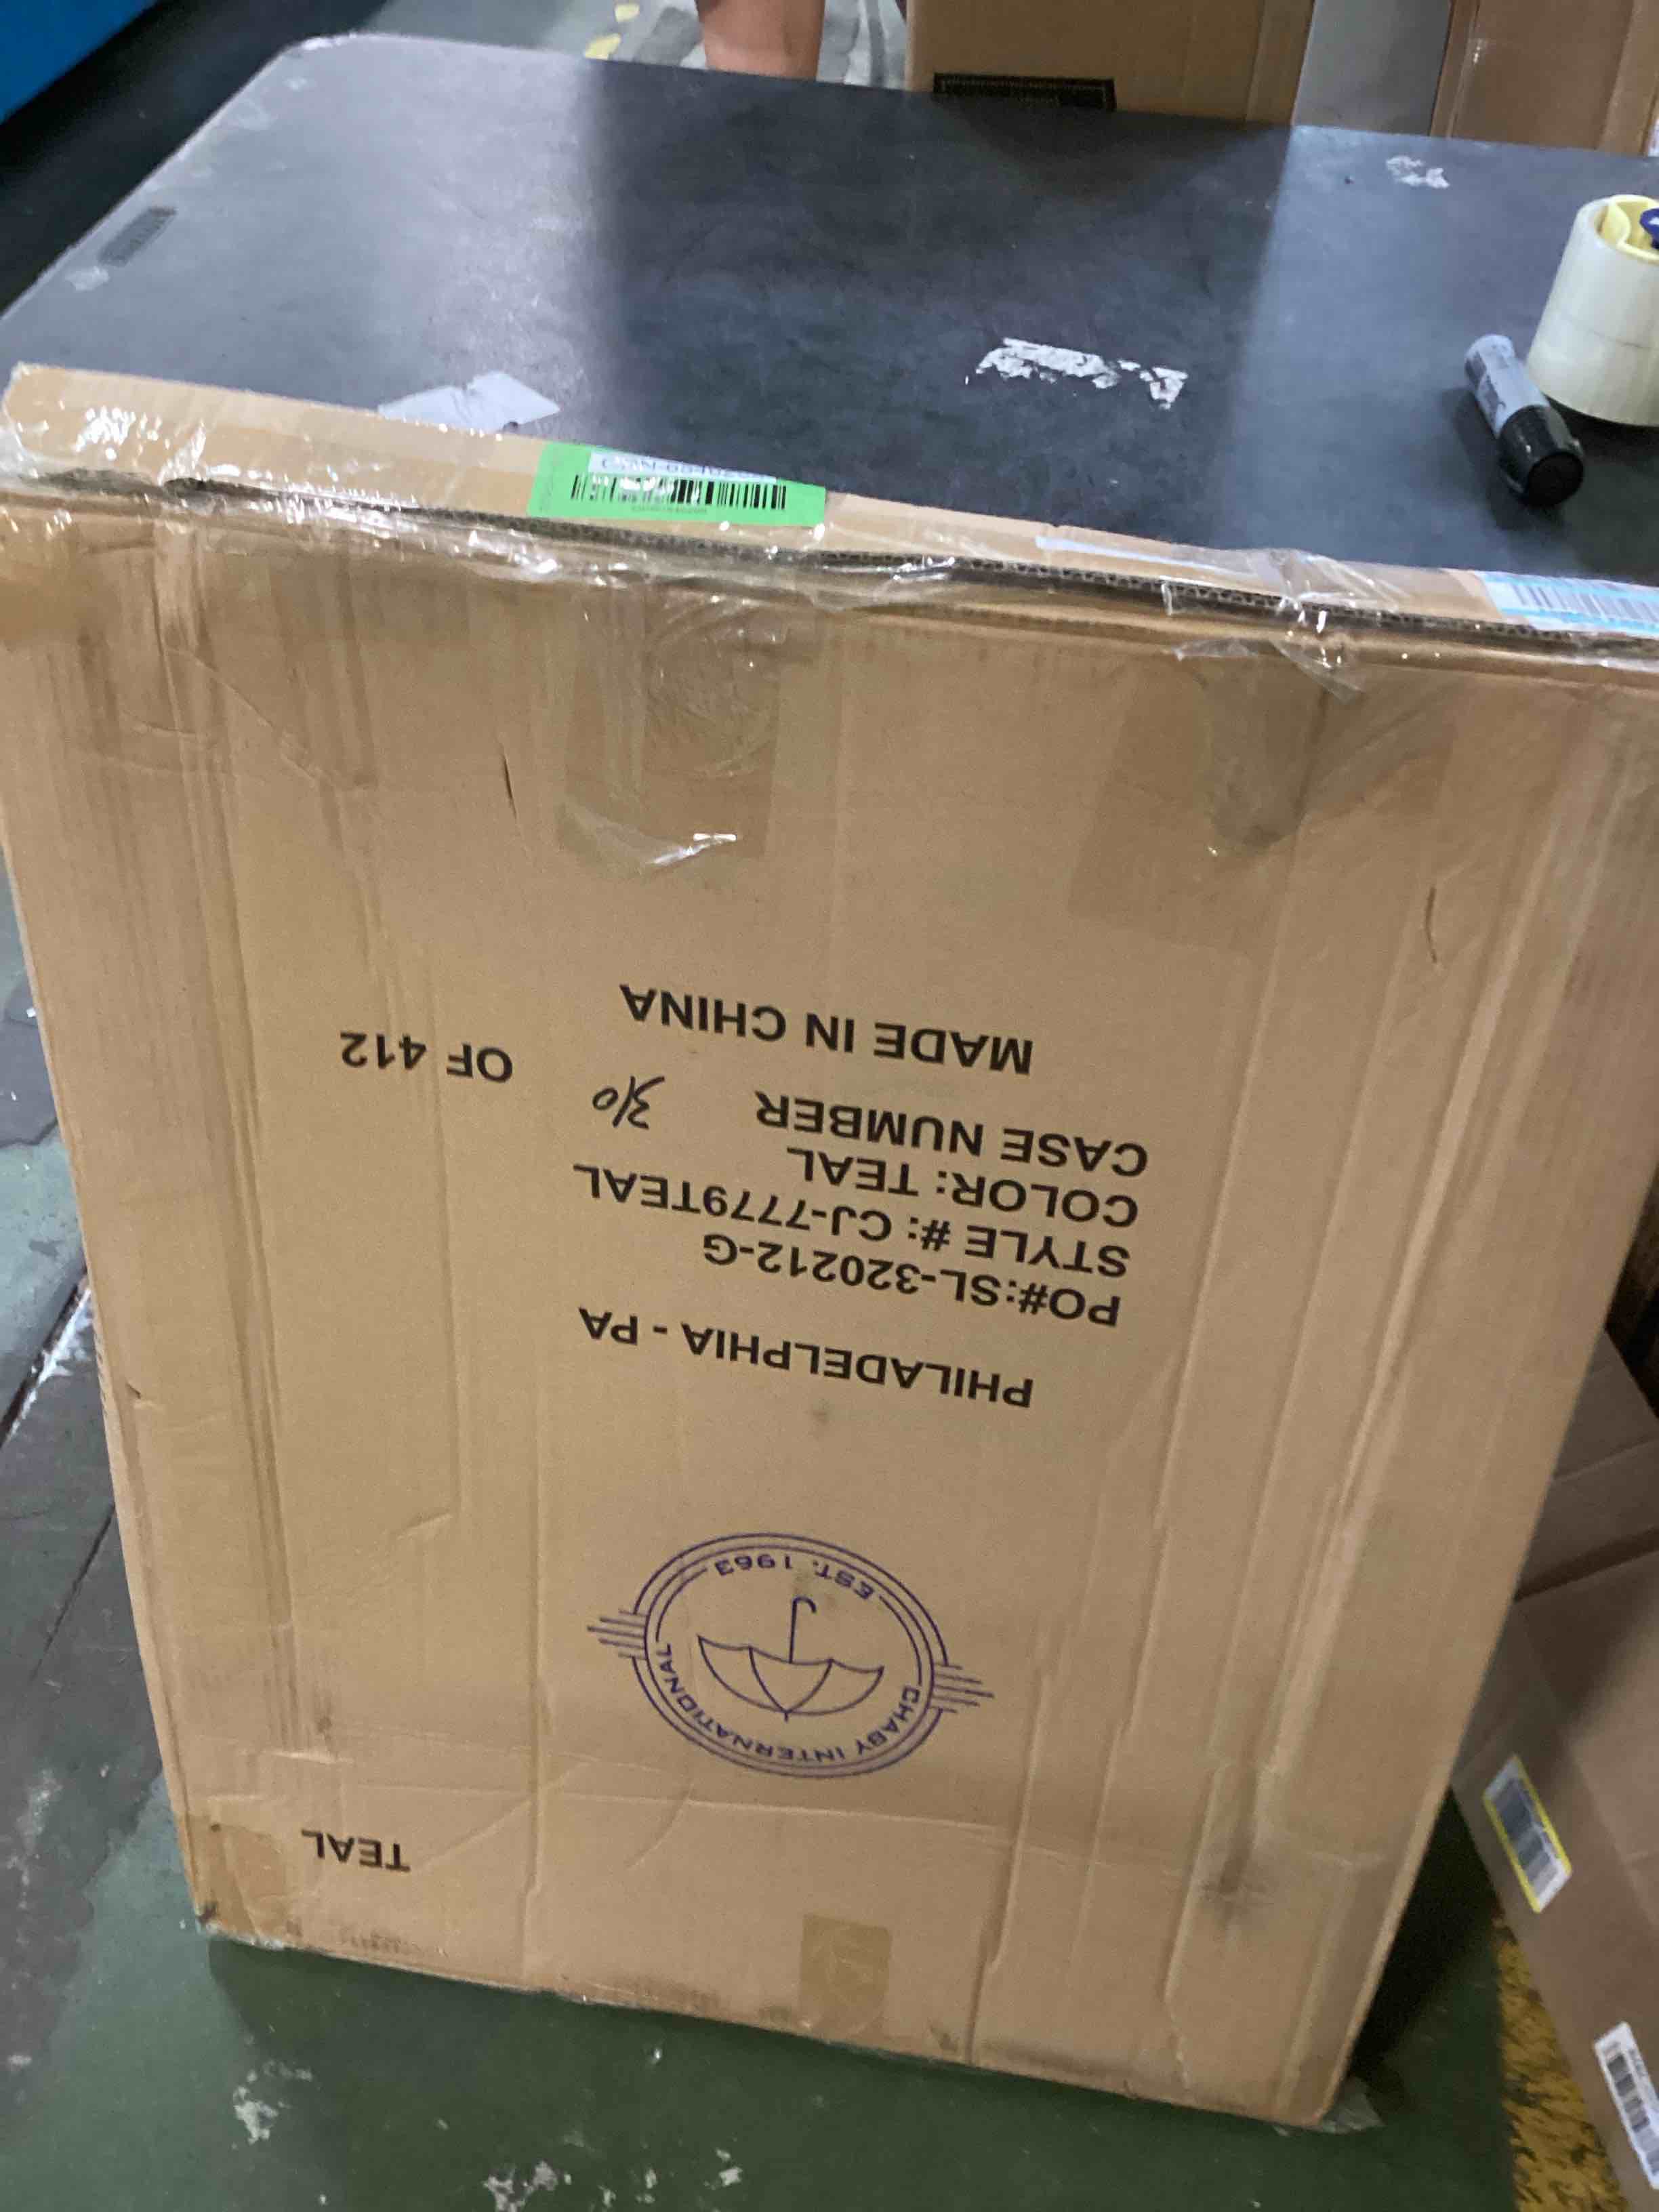 TEAL
CHABY INTERNATIONAL
EST. 1963
PHILADELPHIA - PA
PO#:SL-320212-G
STYLE #: CJ-7779TEAL
COLOR: TEAL
CASE NUMBER 310 OF 412
MADE IN CHINA